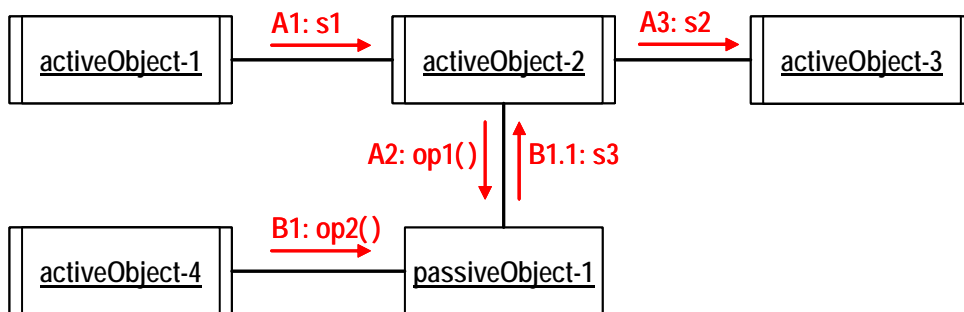 A1: s1
A3: s2
activeObject-1
activeObject-2
activeObject-3
A2: op1()
B1.1: s3
B1: op2()
activeObject-4
passiveObject-1